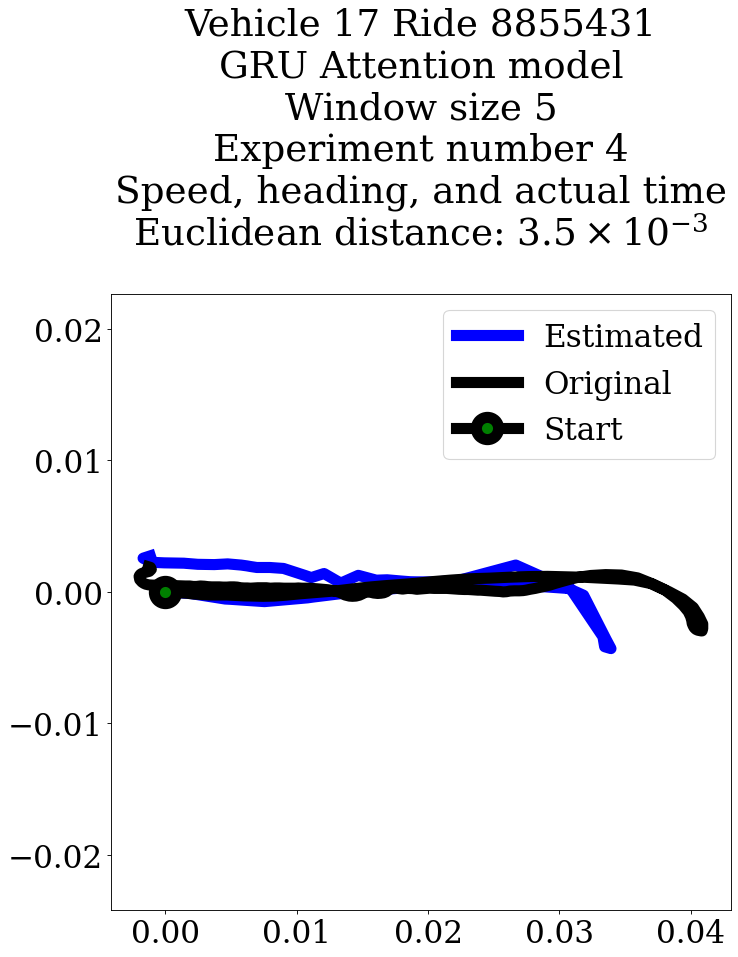 Vehicle 17 Ride 8855431
GRU Attention model
Window size 5
Experiment number 4
Speed, heading, and actual time
Euclidean distance: 3.5 × 10⁻³
Estimated
Original
Start
0.02
0.01
0.00
−0.01
−0.02
0.00 0.01 0.02 0.03 0.04